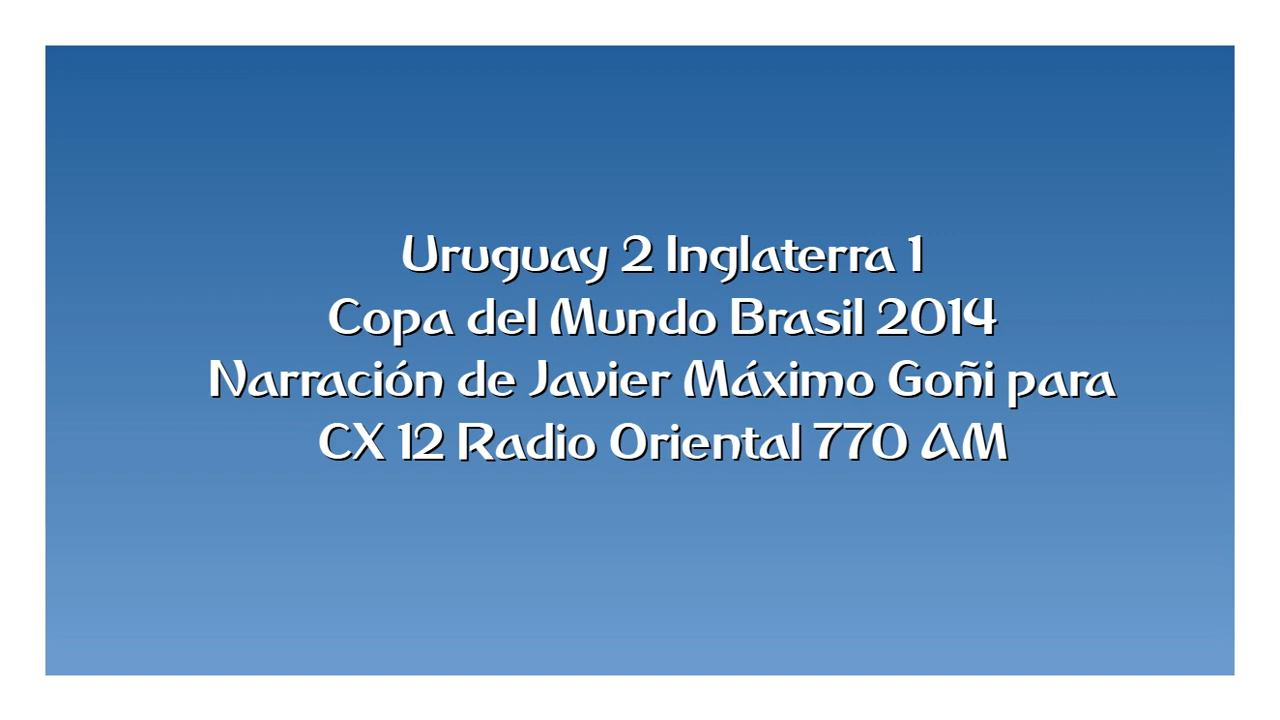 Uruguay 2 Inglaterra 1
Copa del Mundo Brasil 2014
Narración de Javier Máximo Goñi para
CX 12 Radio Oriental 770 AM